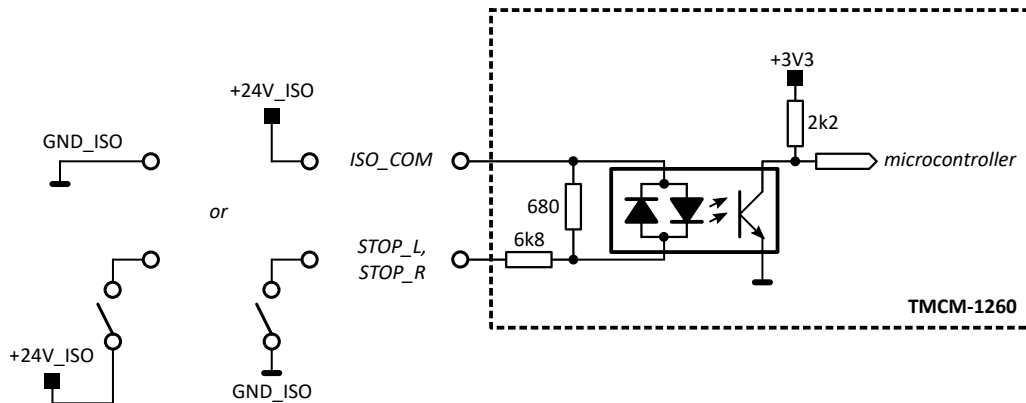 +3V3
+24V_ISO
2k2
GND_ISO
ISO_COM
microcontroller
680
or
STOP_L,
6k8
STOP_R
TMCM-1260
+24V_ISO
GND_ISO